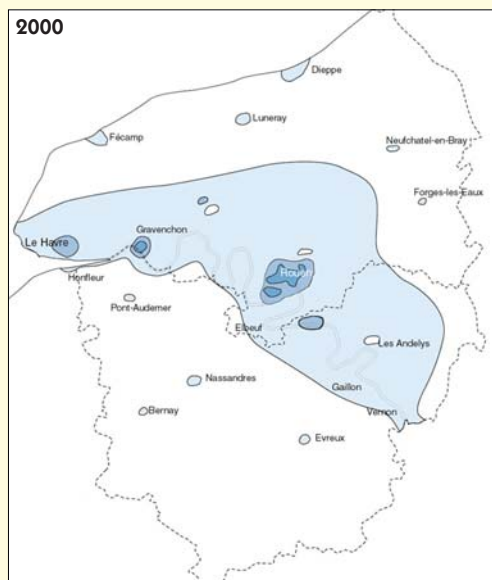 2000
Dieppe
Luneray
Fécamp
Neufchatel-en-Bray
Forges-les-Eaux
Gravenchon
Le Havre
Rouen
Honfleur
Pont-Audemer
Elbeuf
Les Andelys
Nassandres
Gaillon
Bernay
Vernon
Evreux